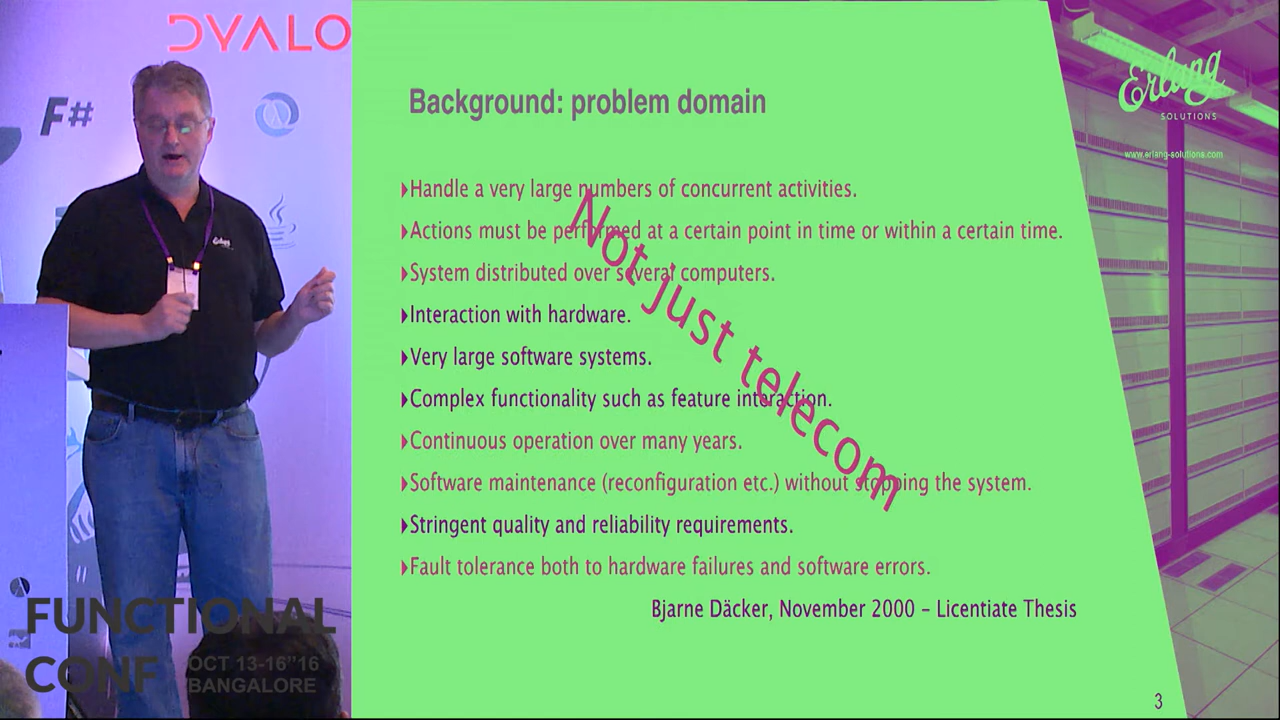 DYALO
F#
Erlang
SOLUTIONS
www.erlang-solutions.com
Background: problem domain
Handle a very large numbers of concurrent activities.
Actions must be performed at a certain point in time or within a certain time.
System distributed over several computers.
Interaction with hardware.
Very large software systems.
Complex functionality such as feature interaction.
Continuous operation over many years.
Software maintenance (reconfiguration etc.) without stopping the system.
Stringent quality and reliability requirements.
Fault tolerance both to hardware failures and software errors.
Not just telecom
Bjarne Däcker, November 2000 – Licentiate Thesis
3
Erlang
FUNCTIONAL
CONF
OCT 13-16"16
BANGALORE